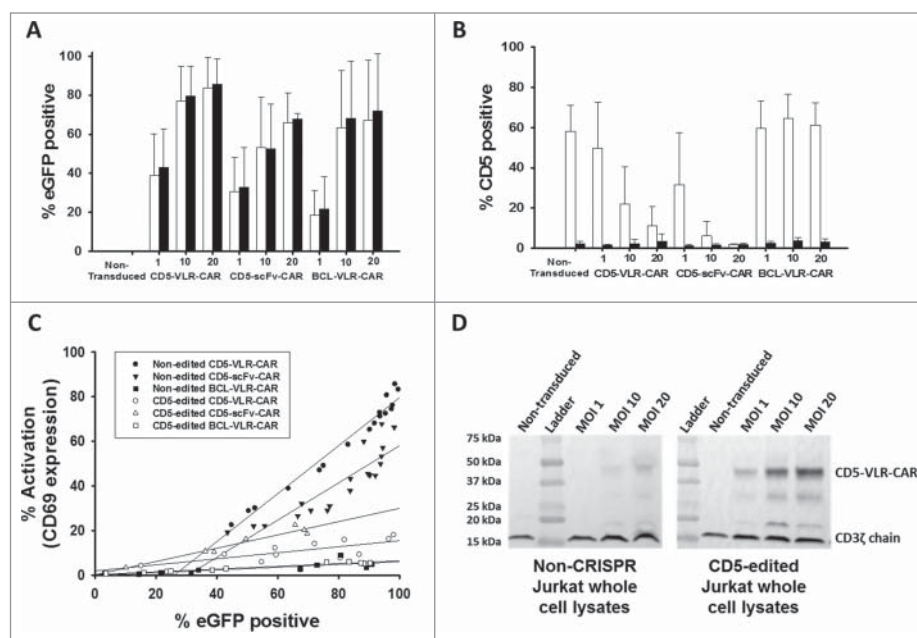 A
% eGFP positive
100
80
60
40
20
0
Non-
Transduced
1 10 20 1 10 20 1 10 20
CD5-VLR-CAR CD5-scFv-CAR BCL-VLR-CAR
B
% CD5 positive
100
80
60
40
20
0
Non-
Transduced
1 10 20 1 10 20 1 10 20
CD5-VLR-CAR CD5-scFv-CAR BCL-VLR-CAR
C
% Activation
(CD69 expression)
100
80
60
40
20
0
Non-edited CD5-VLR-CAR
Non-edited CD5-scFv-CAR
Non-edited BCL-VLR-CAR
CD5-edited CD5-VLR-CAR
CD5-edited CD5-scFv-CAR
CD5-edited BCL-VLR-CAR
0 20 40 60 80 100
% eGFP positive
D
Non-transduced
Ladder
MOI 1
MOI 10
MOI 20
Ladder
Non-transduced
MOI 1
MOI 10
MOI 20
75 kDa
50 kDa
37 kDa
25 kDa
20 kDa
15 kDa
CD5-VLR-CAR
CD3ζ chain
Non-CRISPR
Jurkat whole
cell lysates
CD5-edited
Jurkat whole
cell lysates